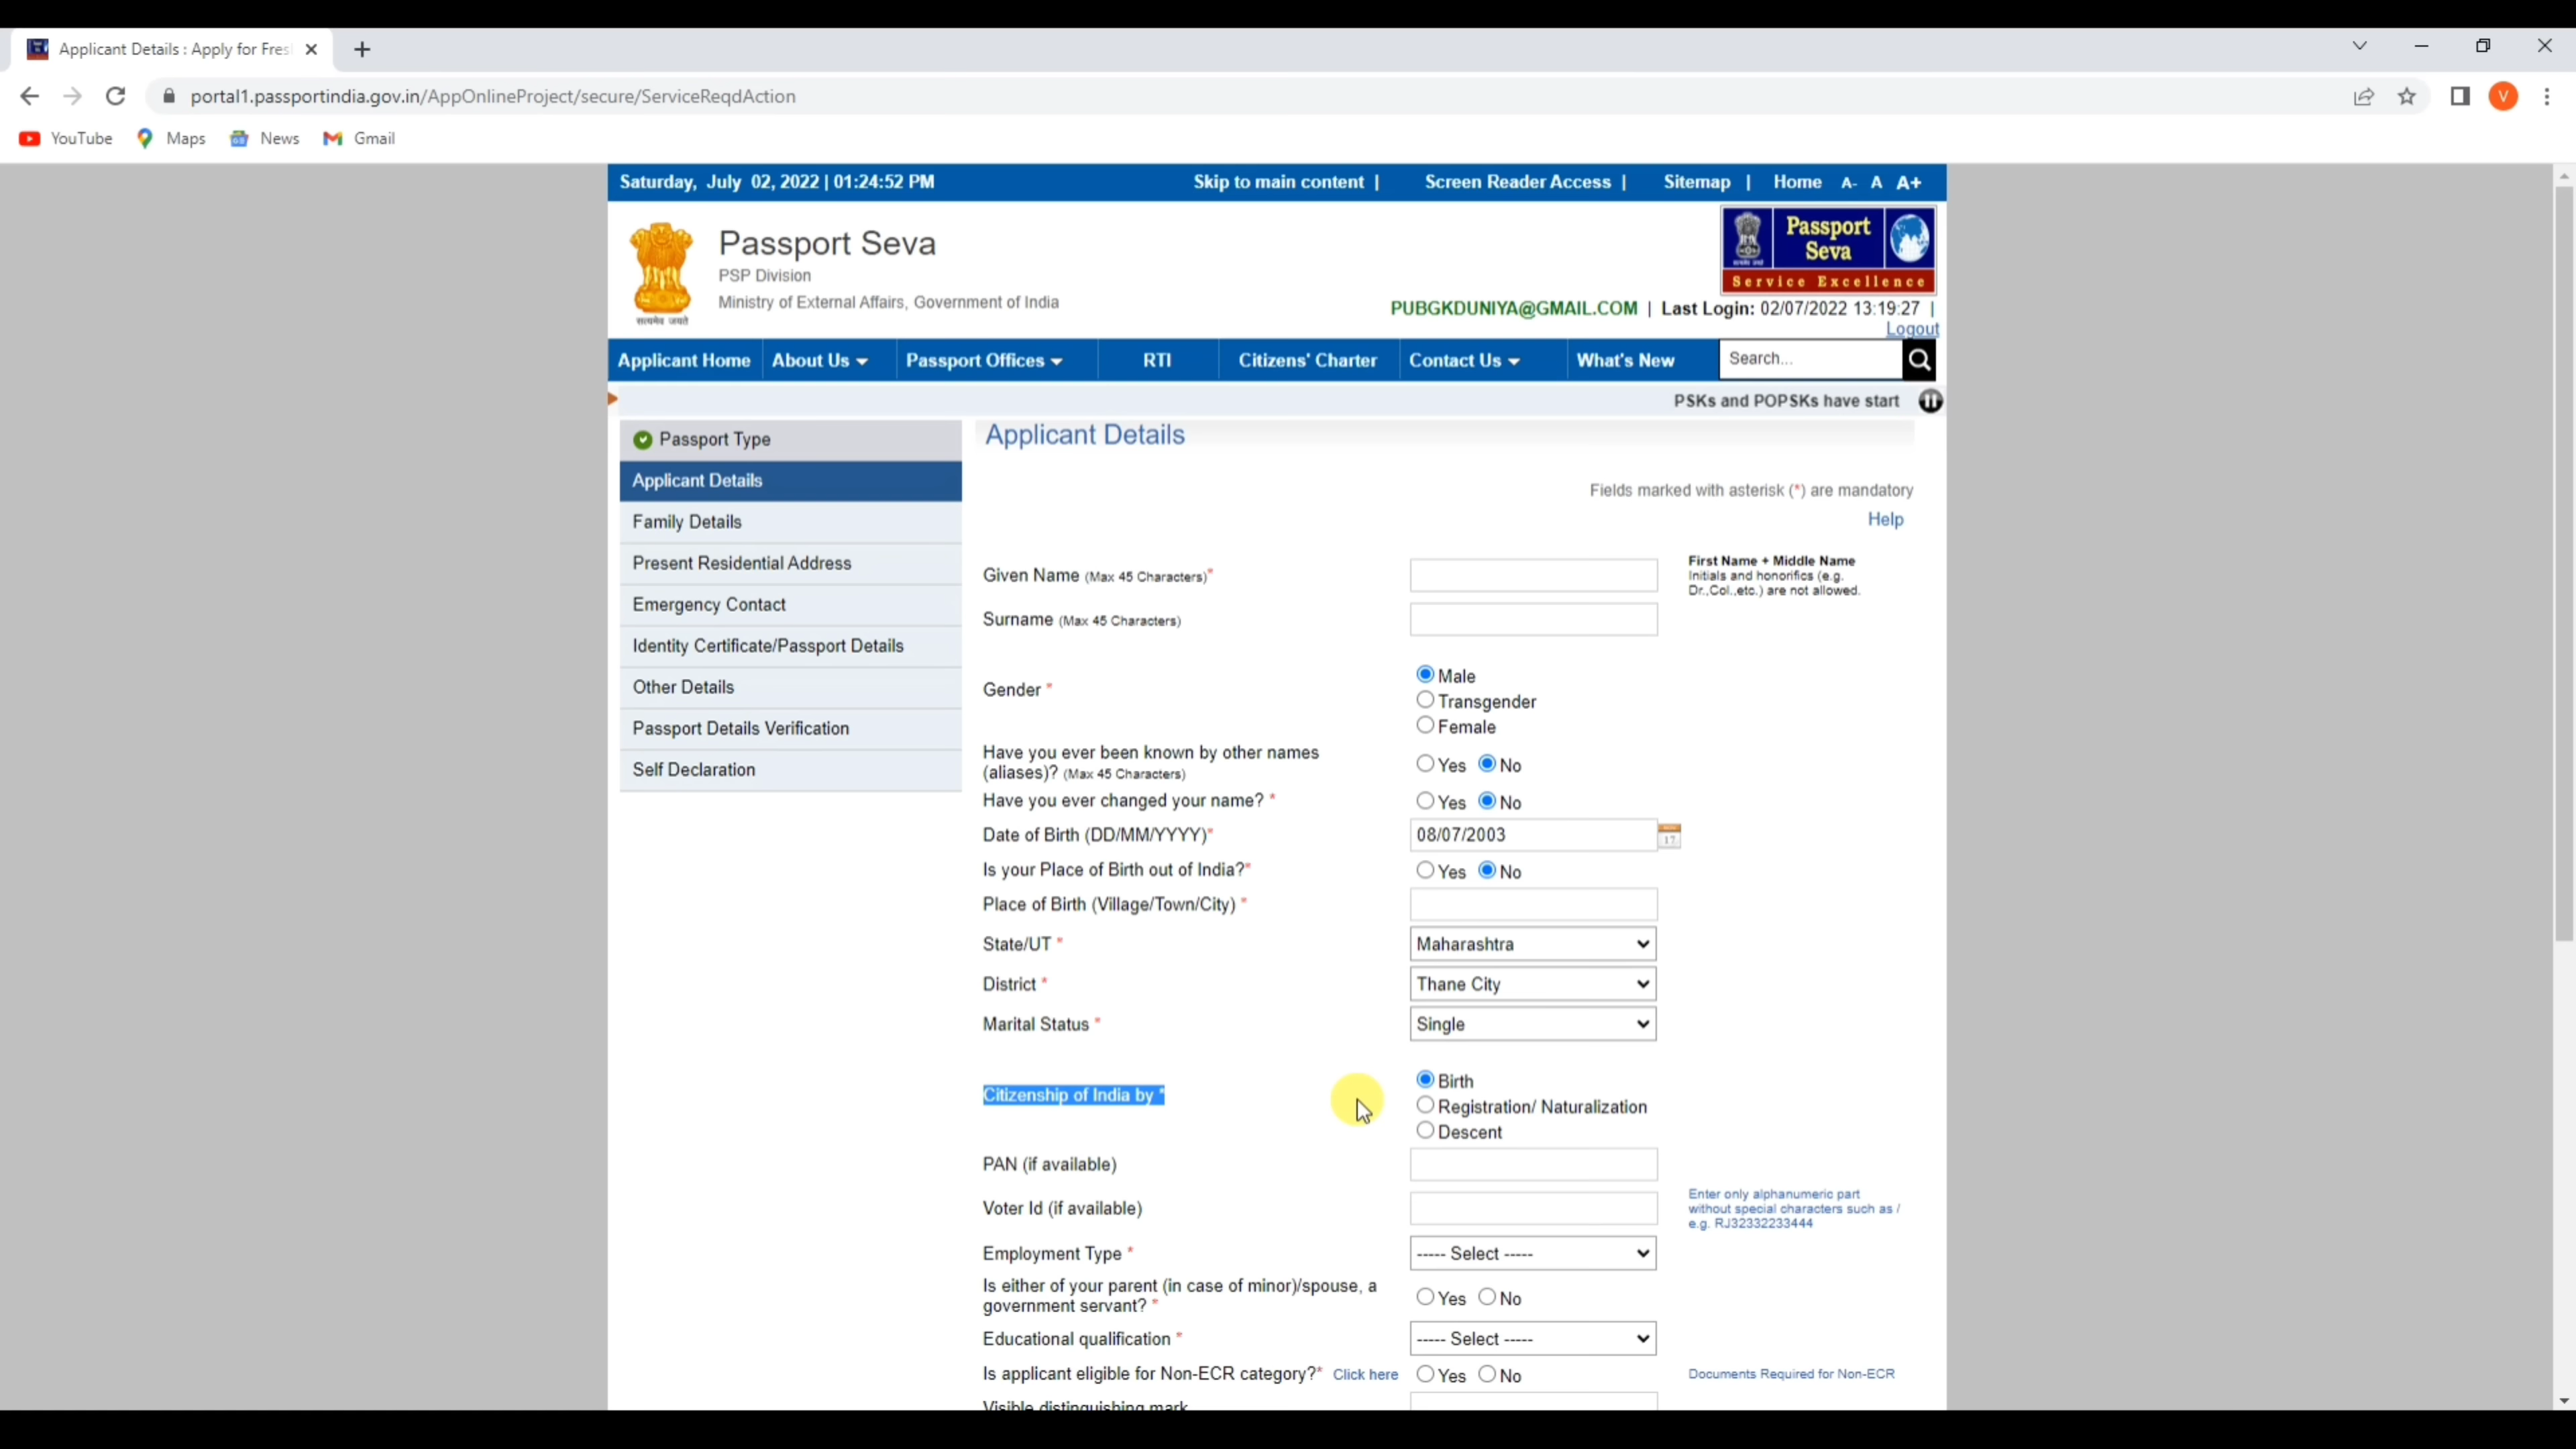 Applicant Details : Apply for Fres
portal1.passportindia.gov.in/AppOnlineProject/secure/ServiceReqdAction
V
YouTube
Maps
News
Gmail
Saturday, July 02, 2022 | 01:24:52 PM
Skip to main content |
Screen Reader Access |
Sitemap |
Home
A- A A+
सत्यमेव जयते
Passport Seva
PSP Division
Ministry of External Affairs, Government of India
Passport
Seva
Service Excellence
PUBGKDUNIYA@GMAIL.COM | Last Login: 02/07/2022 13:19:27 |
Logout
Applicant Home
About Us
Passport Offices
RTI
Citizens' Charter
Contact Us
What's New
Search...
PSKs and POPSKs have start
Passport Type
Applicant Details
Family Details
Present Residential Address
Emergency Contact
Identity Certificate/Passport Details
Other Details
Passport Details Verification
Self Declaration
Applicant Details
Fields marked with asterisk (*) are mandatory
Help
Given Name (Max 45 Characters)*
First Name + Middle Name
Initials and honorifics (e.g.
Dr.,Col.,etc.) are not allowed.
Surname (Max 45 Characters)
Gender *
Male
Transgender
Female
Have you ever been known by other names
(aliases)? (Max 45 Characters)
Yes No
Have you ever changed your name? *
Yes No
Date of Birth (DD/MM/YYYY)*
08/07/2003
17
Is your Place of Birth out of India?*
Yes No
Place of Birth (Village/Town/City) *
State/UT *
Maharashtra
District *
Thane City
Marital Status *
Single
Citizenship of India by *
Birth
Registration/ Naturalization
Descent
PAN (if available)
Voter Id (if available)
Enter only alphanumeric part
without special characters such as /
e.g. RJ32332233444
Employment Type *
----- Select -----
Is either of your parent (in case of minor)/spouse, a
government servant? *
Yes No
Educational qualification *
----- Select -----
Is applicant eligible for Non-ECR category?* Click here
Yes No
Documents Required for Non-ECR
Visible distinguishing mark